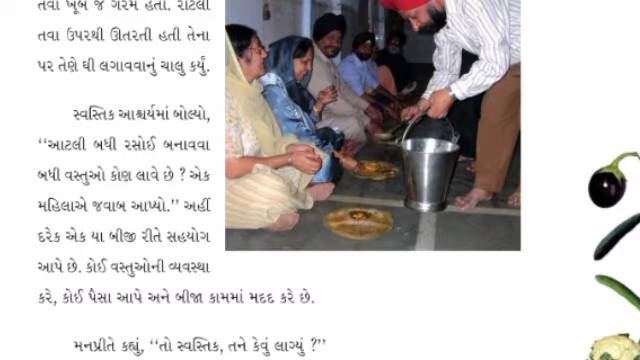 તવા ખૂબ જ ગરમ હતા. રોટલી
તવા ઉપરથી ઊતરતી હતી તેના
પર તેણે ઘી લગાવવાનું ચાલુ કર્યું.
સ્વસ્તિક આશ્ચર્યમાં બોલ્યો,
‘‘આટલી બધી રસોઈ બનાવવા
બધી વસ્તુઓ કોણ લાવે છે ? એક
મહિલાએ જવાબ આપ્યો.’’ અહીં
દરેક એક યા બીજી રીતે સહયોગ
આપે છે. કોઈ વસ્તુઓની વ્યવસ્થા
કરે, કોઈ પૈસા આપે અને બીજા કામમાં મદદ કરે છે.
મનપ્રીતે કહ્યું, ‘‘તો સ્વસ્તિક, તને કેવું લાગ્યું ?’’